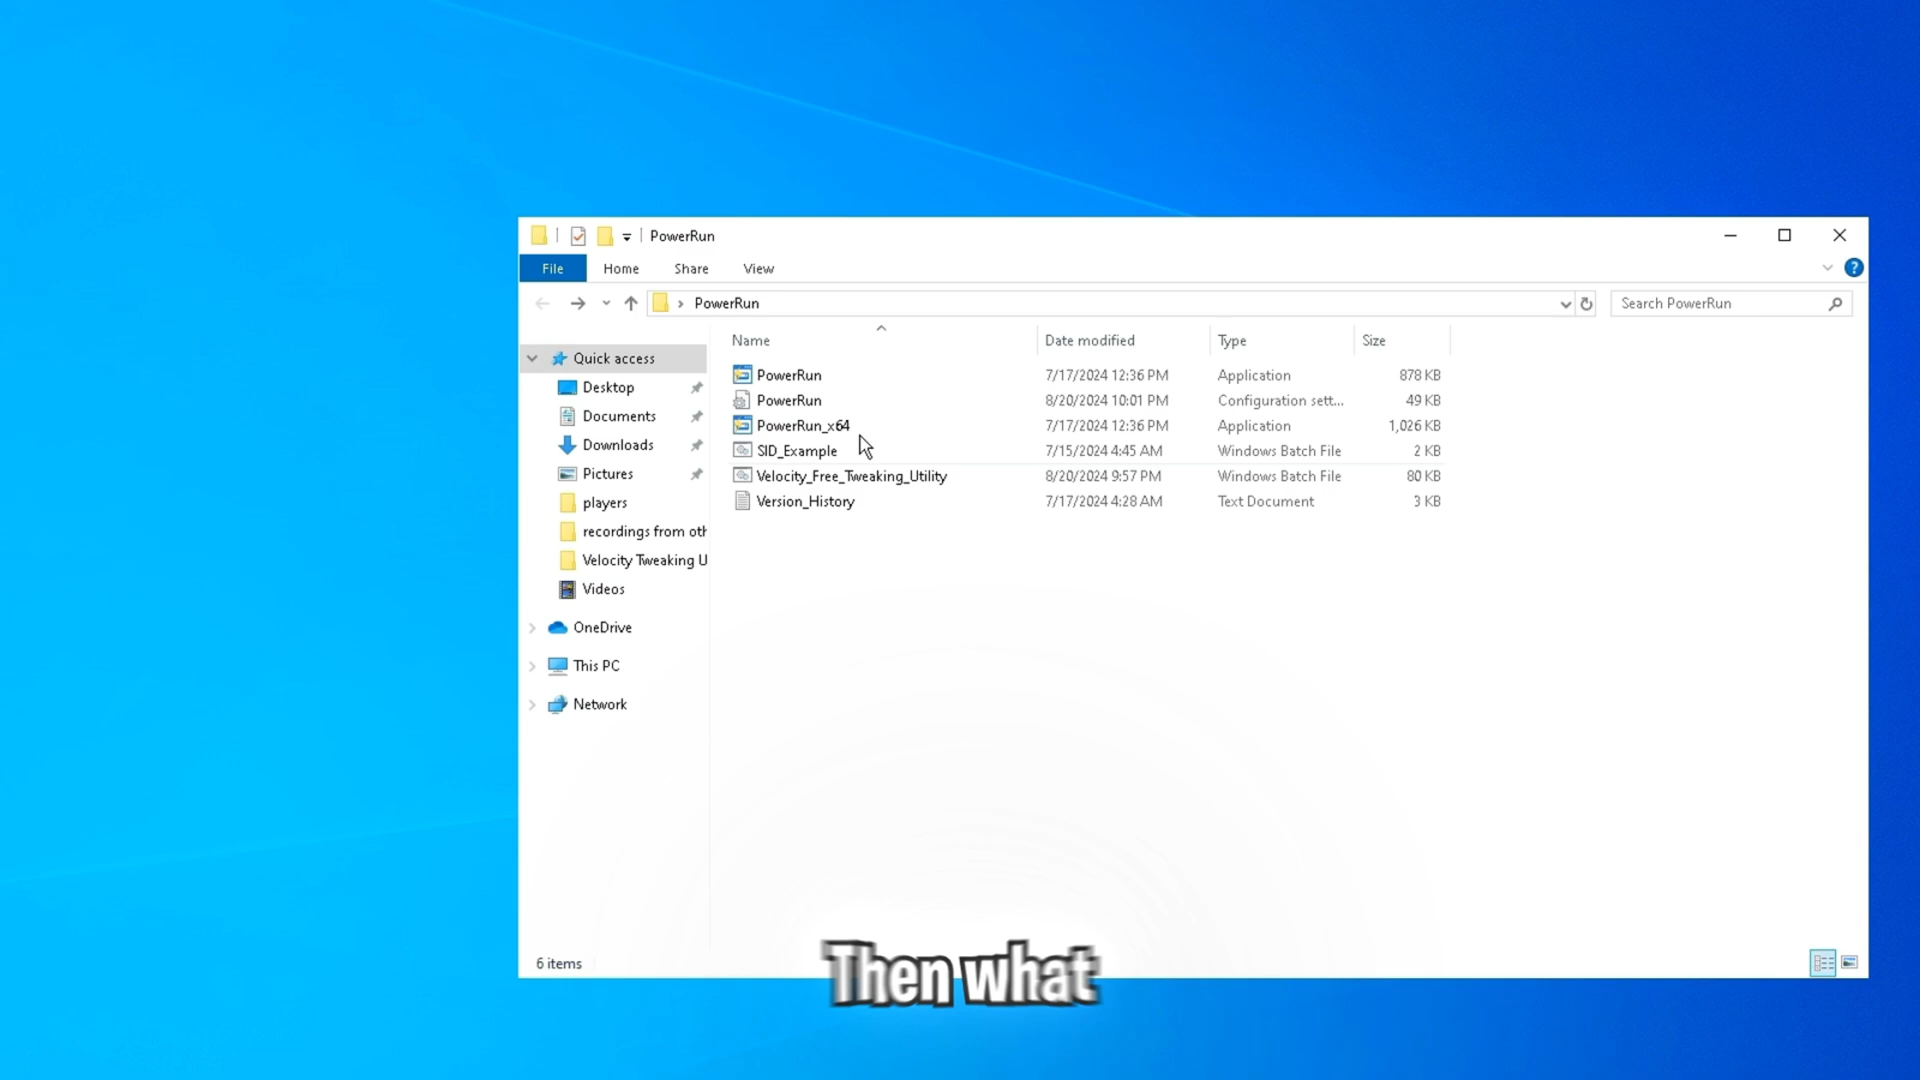 PowerRun
File Home Share View
PowerRun
Search PowerRun
Name Date modified Type Size
Quick access
Desktop
Documents
Downloads
Pictures
players
recordings from oth
Velocity Tweaking U
Videos
OneDrive
This PC
Network
PowerRun 7/17/2024 12:36 PM Application 878 KB
PowerRun 8/20/2024 10:01 PM Configuration sett... 49 KB
PowerRun_x64 7/17/2024 12:36 PM Application 1,026 KB
SID_Example 7/15/2024 4:45 AM Windows Batch File 2 KB
Velocity_Free_Tweaking_Utility 8/20/2024 9:57 PM Windows Batch File 80 KB
Version_History 7/17/2024 4:28 AM Text Document 3 KB
6 items
Then what